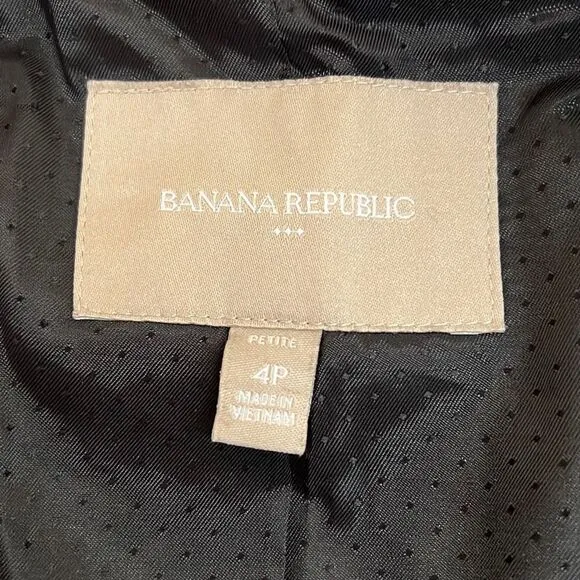 BANANA REPUBLIC
PETITE
4P
MADE IN
VIETNAM